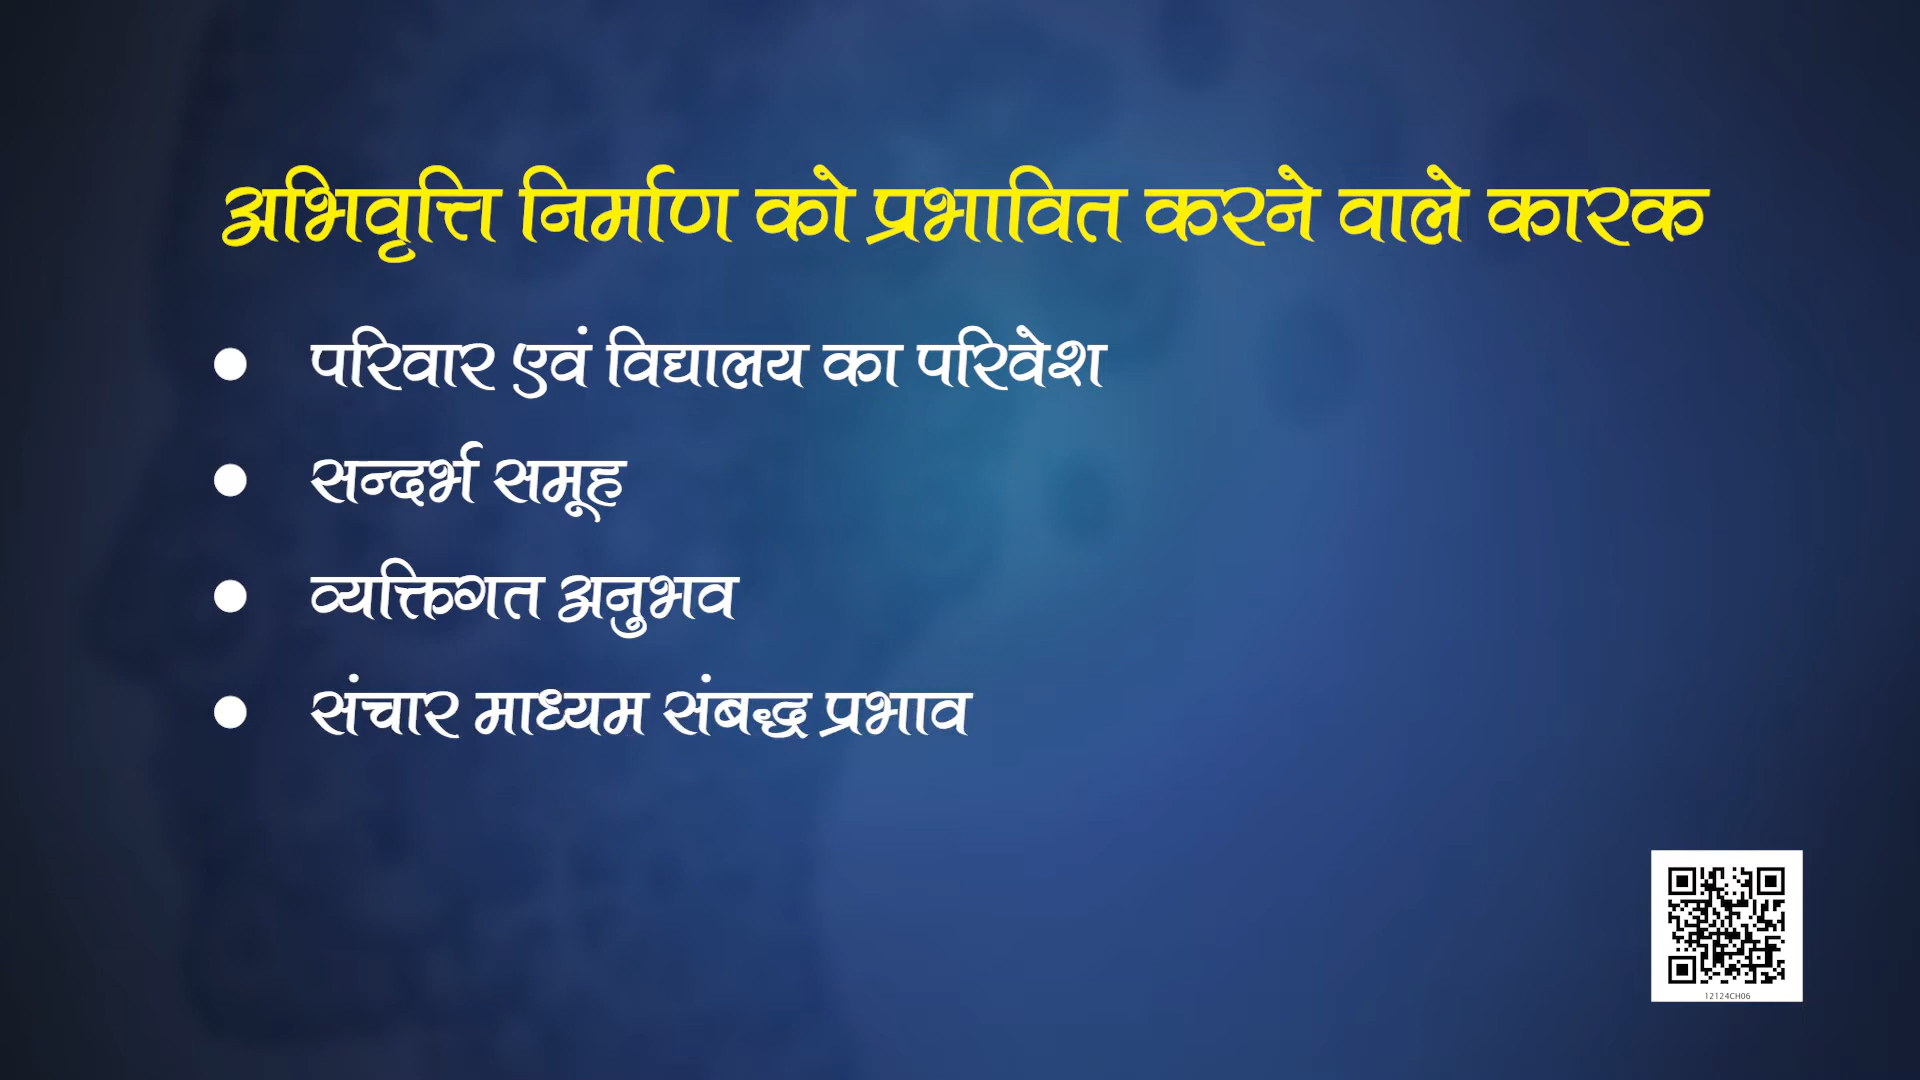 अभिवृत्ति निर्माण को प्रभावित करने वाले कारक
● परिवार एवं विद्यालय का परिवेश
● सन्दर्भ समूह
● व्यक्तिगत अनुभव
● संचार माध्यम संबद्ध प्रभाव
12124CH06